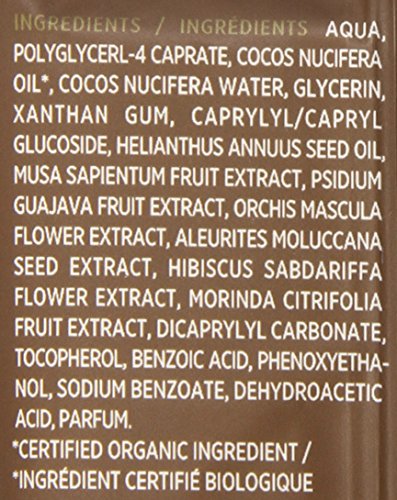 INGREDIENTS / INGRÉDIENTS AQUA,
POLYGLYCERL-4 CAPRATE, COCOS NUCIFERA
OIL*, COCOS NUCIFERA WATER, GLYCERIN,
XANTHAN GUM, CAPRYLYL/CAPRYL
GLUCOSIDE, HELIANTHUS ANNUUS SEED OIL,
MUSA SAPIENTUM FRUIT EXTRACT, PSIDIUM
GUAJAVA FRUIT EXTRACT, ORCHIS MASCULA
FLOWER EXTRACT, ALEURITES MOLUCCANA
SEED EXTRACT, HIBISCUS SABDARIFFA
FLOWER EXTRACT, MORINDA CITRIFOLIA
FRUIT EXTRACT, DICAPRYLYL CARBONATE,
TOCOPHEROL, BENZOIC ACID, PHENOXYETHA-
NOL, SODIUM BENZOATE, DEHYDROACETIC
ACID, PARFUM.
*CERTIFIED ORGANIC INGREDIENT /
*INGRÉDIENT CERTIFIÉ BIOLOGIQUE